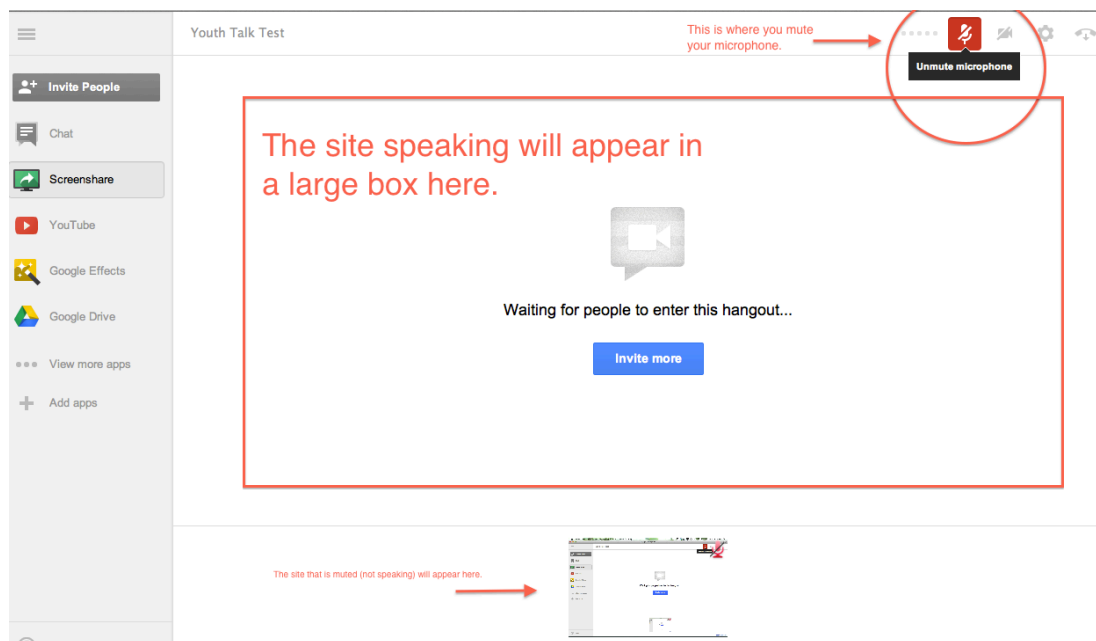 Youth Talk Test
This is where you mute
your microphone.
Unmute microphone
Invite People
Chat
Screenshare
YouTube
Google Effects
Google Drive
View more apps
Add apps
The site speaking will appear in
a large box here.
Waiting for people to enter this hangout...
Invite more
The site that is muted (not speaking) will appear here.